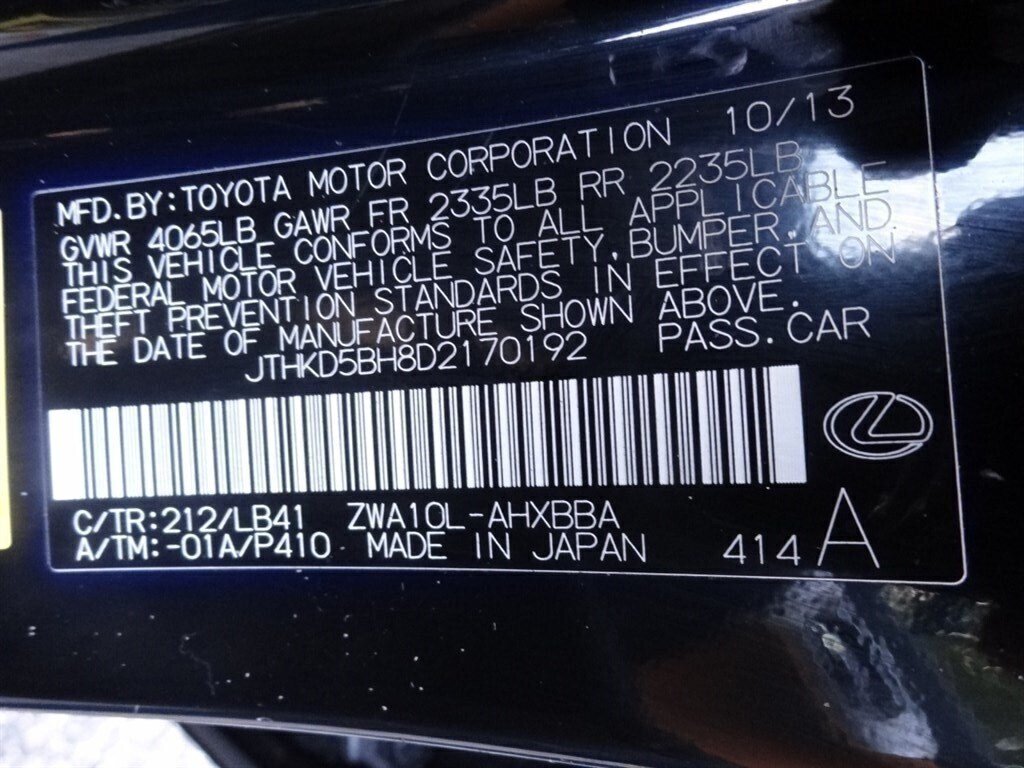 MFD.BY:TOYOTA MOTOR CORPORATION 10/13
GVWR 4065LB GAWR FR 2335LB RR 2235LB
THIS VEHICLE CONFORMS TO ALL APPLICABLE
FEDERAL MOTOR VEHICLE SAFETY,BUMPER,AND
THEFT PREVENTION STANDARDS IN EFFECT ON
THE DATE OF MANUFACTURE SHOWN ABOVE.
JTHKD5BH8D2170192 PASS.CAR
C/TR:212/LB41 ZWA10L-AHXBBA
A/TM:-01A/P410 MADE IN JAPAN 414 A